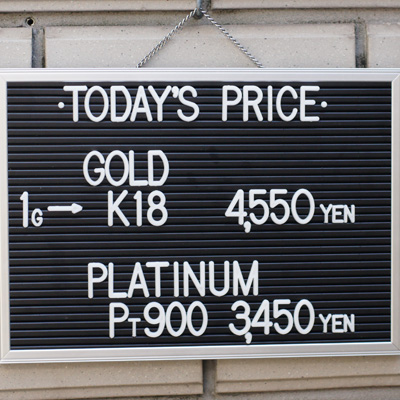 ·TODAY'S PRICE·
GOLD
1G→ K18 4,550 YEN
PLATINUM
PT900 3,450 YEN